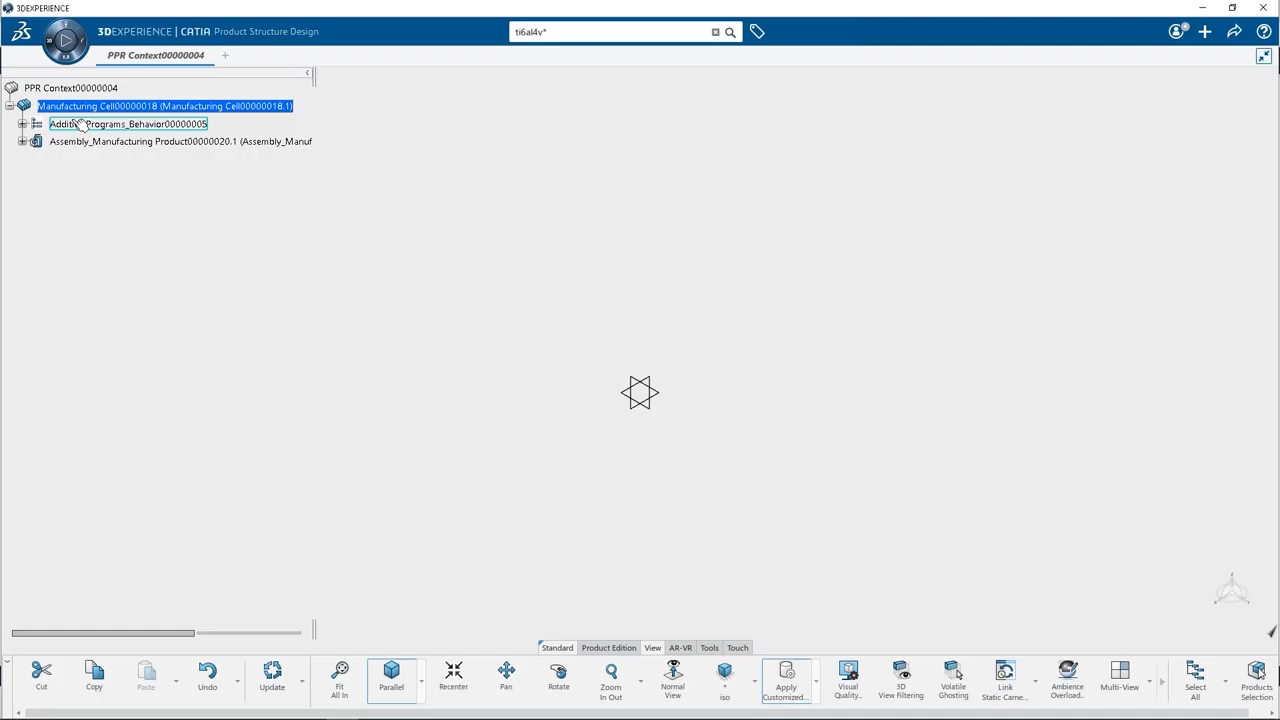 3DEXPERIENCE
3DEXPERIENCE | CATIA Product Structure Design
ti6al4v*
PPR Context00000004
PPR Context00000004
Manufacturing Cell00000018 (Manufacturing Cell00000018.1)
Programs_Behavior00000005
Assembly_Manufacturing Product00000020.1 (Assembly_Manuf
Standard Product Edition View AR-VR Tools Touch
Cut Copy Paste Undo Update Fit All In Parallel Recenter Pan Rotate Zoom In Out Normal View iso Apply Customized... Visual Quality... 3D View Filtering Volatile Ghosting Link Static Came... Ambience Overload... Multi-View Select All Products Selection